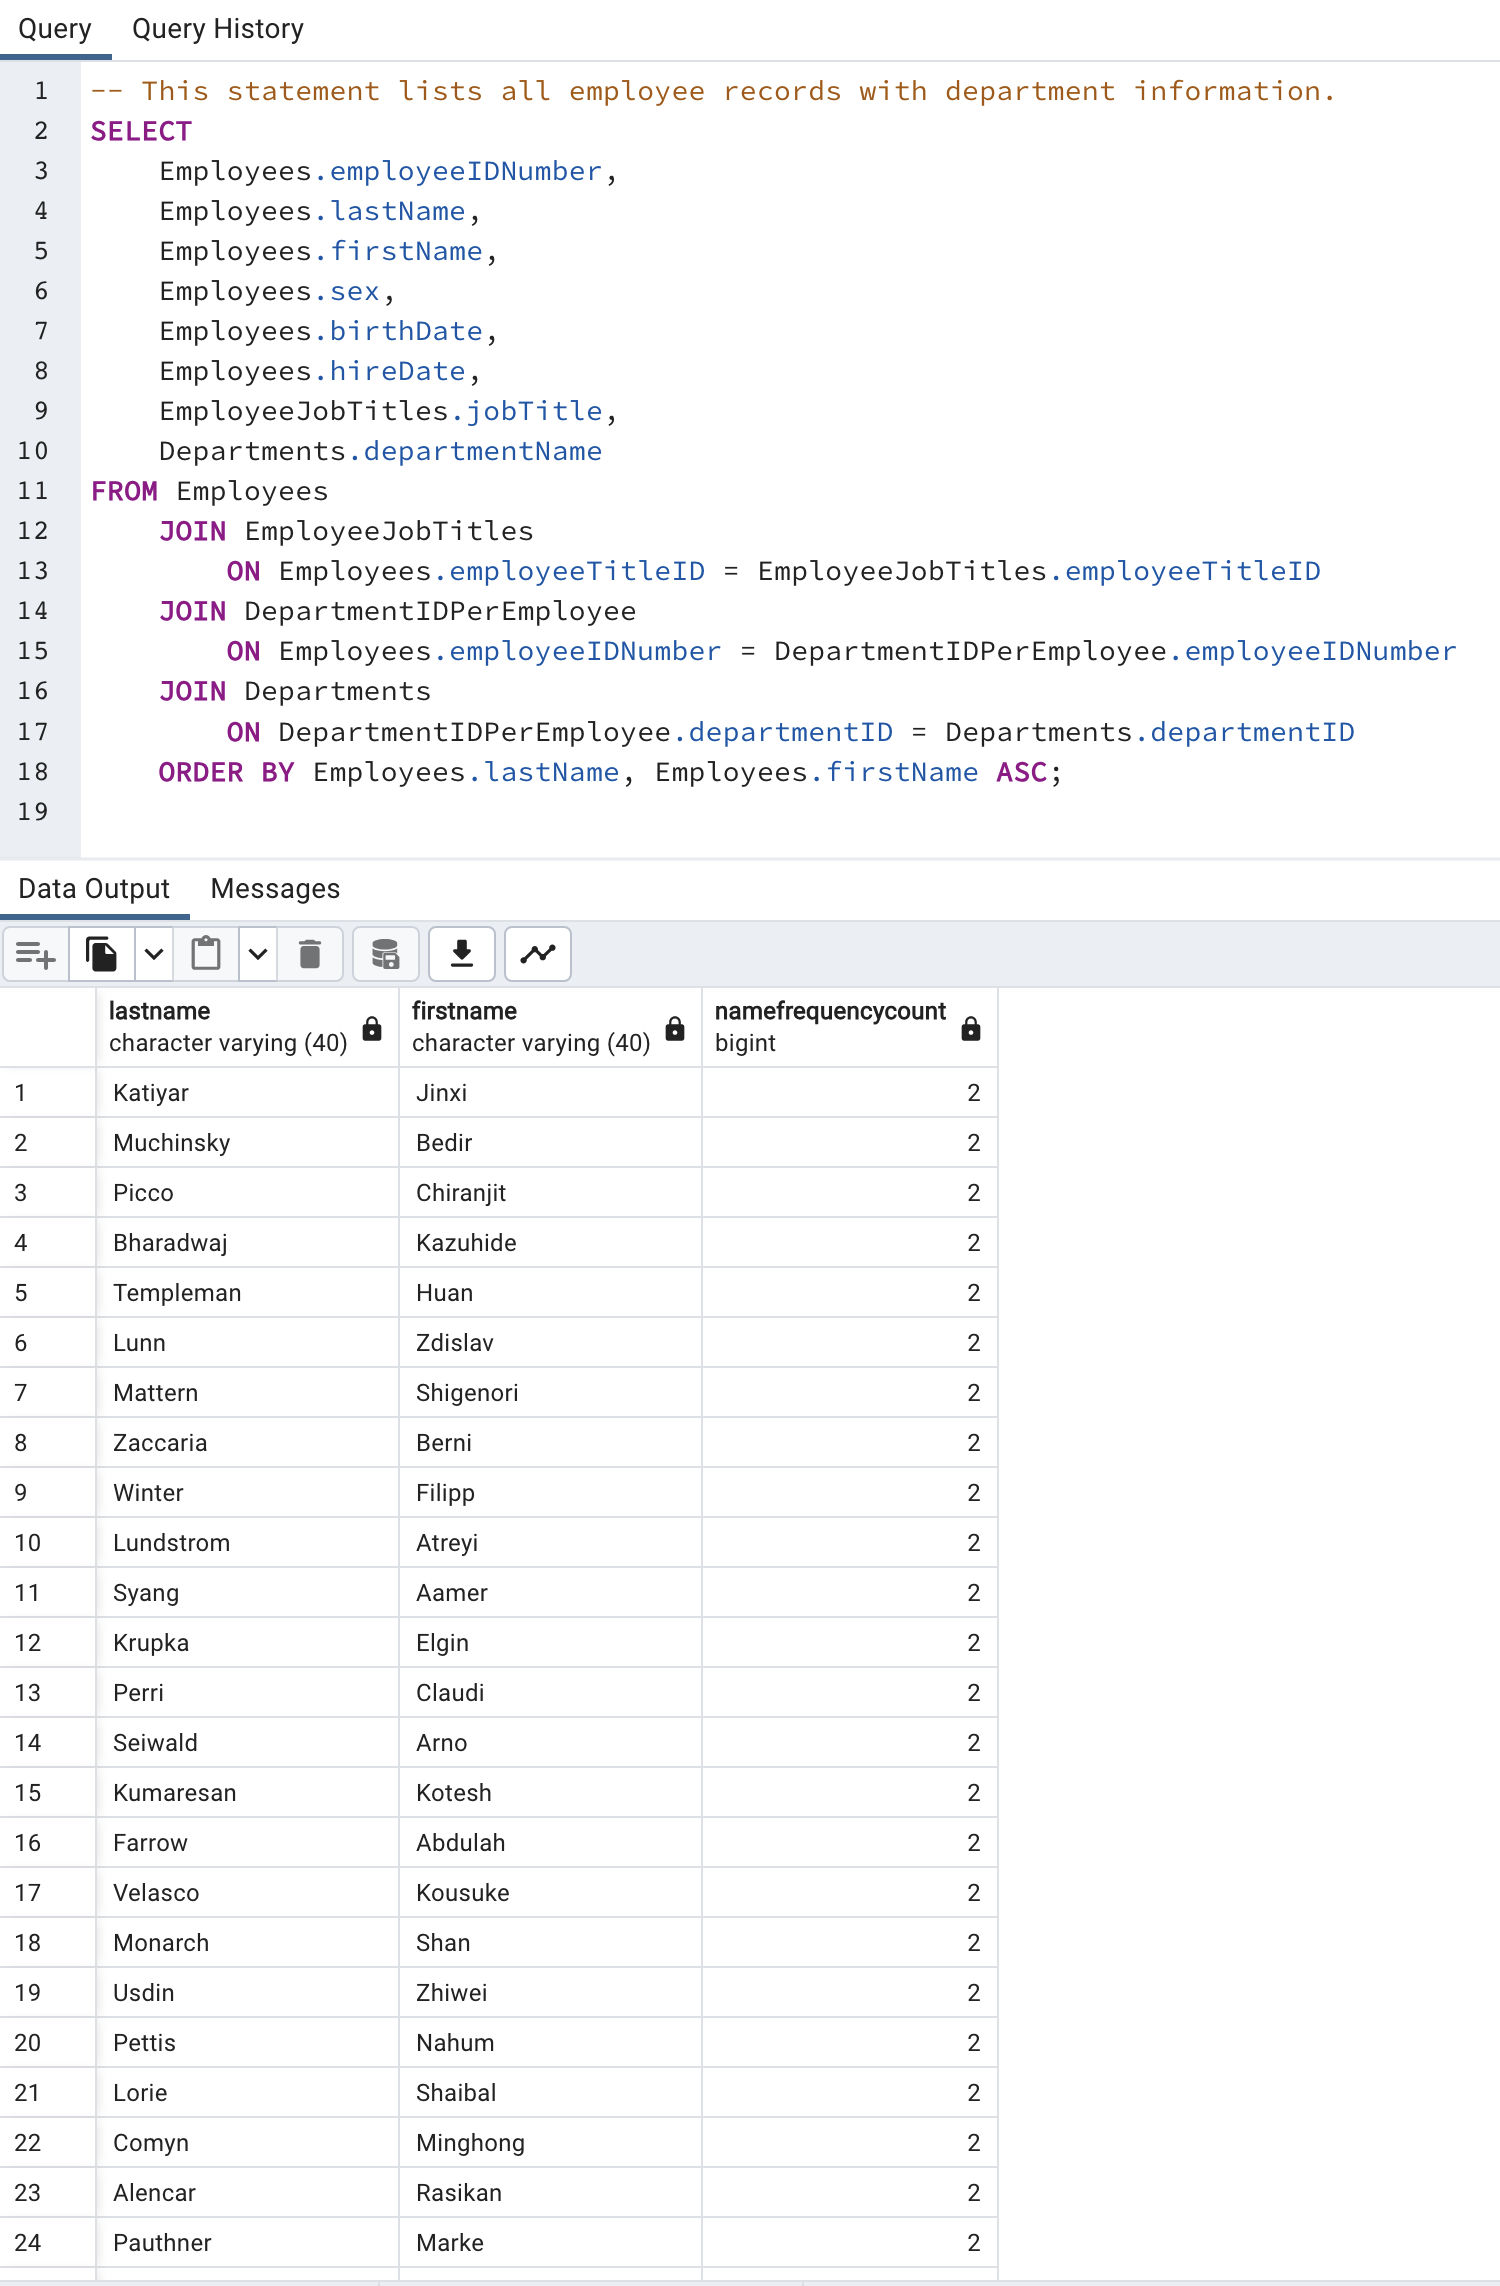 Query Query History
1 -- This statement lists all employee records with department information.
2 SELECT
3 Employees.employeeIDNumber,
4 Employees.lastName,
5 Employees.firstName,
6 Employees.sex,
7 Employees.birthDate,
8 Employees.hireDate,
9 EmployeeJobTitles.jobTitle,
10 Departments.departmentName
11 FROM Employees
12 JOIN EmployeeJobTitles
13 ON Employees.employeeTitleID = EmployeeJobTitles.employeeTitleID
14 JOIN DepartmentIDPerEmployee
15 ON Employees.employeeIDNumber = DepartmentIDPerEmployee.employeeIDNumber
16 JOIN Departments
17 ON DepartmentIDPerEmployee.departmentID = Departments.departmentID
18 ORDER BY Employees.lastName, Employees.firstName ASC;
19
Data Output Messages
lastname firstname namefrequencycount
character varying (40) character varying (40) bigint
1 Katiyar Jinxi 2
2 Muchinsky Bedir 2
3 Picco Chiranjit 2
4 Bharadwaj Kazuhide 2
5 Templeman Huan 2
6 Lunn Zdislav 2
7 Mattern Shigenori 2
8 Zaccaria Berni 2
9 Winter Filipp 2
10 Lundstrom Atreyi 2
11 Syang Aamer 2
12 Krupka Elgin 2
13 Perri Claudi 2
14 Seiwald Arno 2
15 Kumaresan Kotesh 2
16 Farrow Abdulah 2
17 Velasco Kousuke 2
18 Monarch Shan 2
19 Usdin Zhiwei 2
20 Pettis Nahum 2
21 Lorie Shaibal 2
22 Comyn Minghong 2
23 Alencar Rasikan 2
24 Pauthner Marke 2